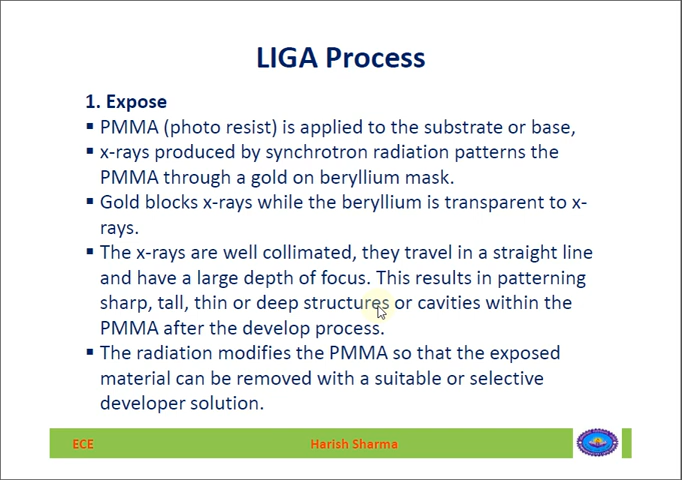 LIGA Process
1. Expose
▪ PMMA (photo resist) is applied to the substrate or base,
▪ x-rays produced by synchrotron radiation patterns the
PMMA through a gold on beryllium mask.
▪ Gold blocks x-rays while the beryllium is transparent to x-
rays.
▪ The x-rays are well collimated, they travel in a straight line
and have a large depth of focus. This results in patterning
sharp, tall, thin or deep structures or cavities within the
PMMA after the develop process.
▪ The radiation modifies the PMMA so that the exposed
material can be removed with a suitable or selective
developer solution.
ECE
Harish Sharma